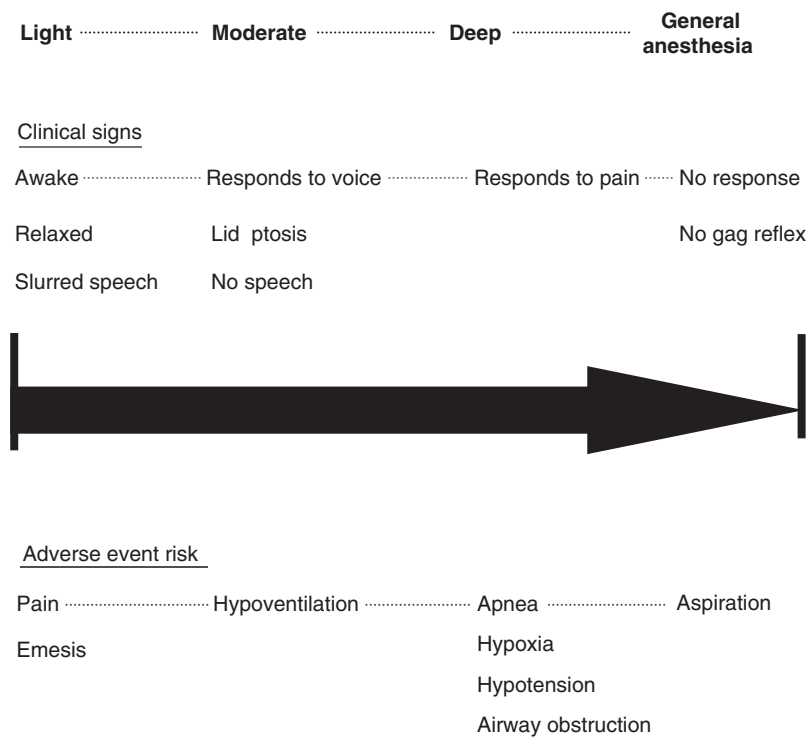 Light Moderate Deep General anesthesia
Clinical signs
Awake Responds to voice Responds to pain No response
Relaxed Lid ptosis No gag reflex
Slurred speech No speech
Adverse event risk
Pain Hypoventilation Apnea Aspiration
Emesis Hypoxia
Hypotension
Airway obstruction